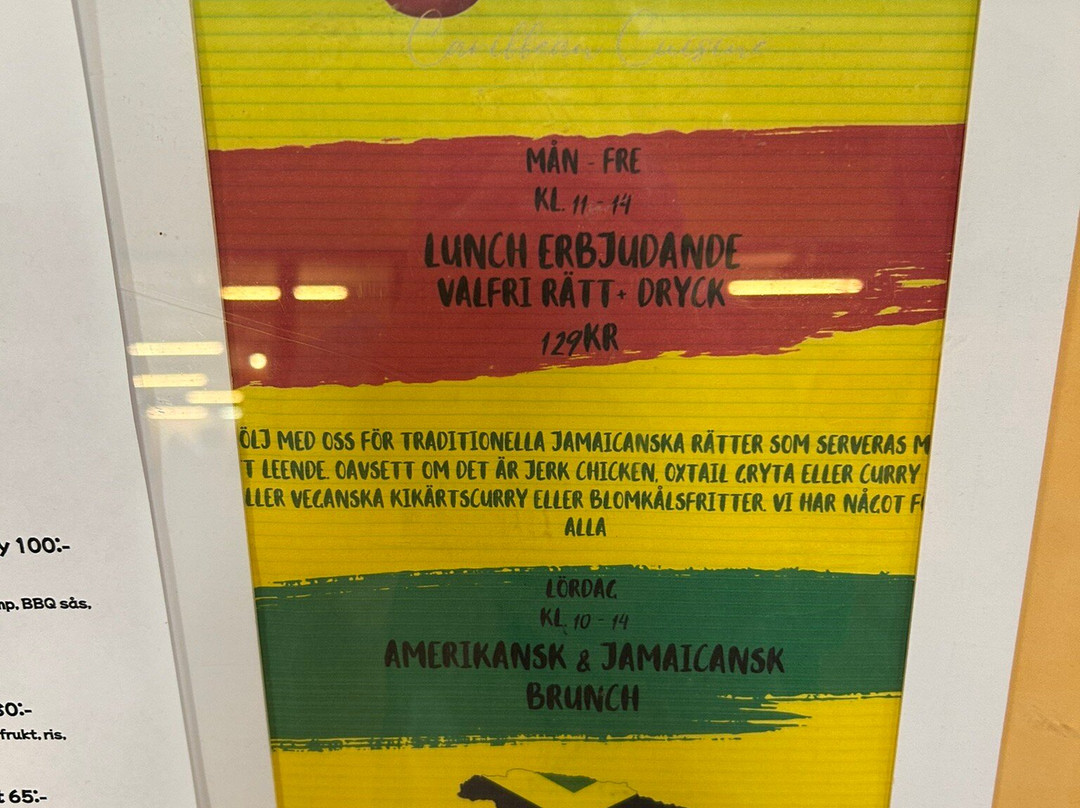 Caribbean Cuisine
MÅN - FRE
KL. 11 - 14
LUNCH ERBJUDANDE
VALFRI RÄTT + DRYCK
129KR
ÖLJ MED OSS FÖR TRADITIONELLA JAMAICANSKA RÄTTER SOM SERVERAS M
T LEENDE. OAVSETT OM DET ÄR JERK CHICKEN, OXTAIL GRYTA ELLER CURRY
LLER VEGANSKA KIKÄRTSCURRY ELLER BLOMKÅLSFRITTER. VI HAR NÅGOT F
ALLA
LÖRDAG
KL. 10 - 14
AMERIKANSK & JAMAICANSK
BRUNCH
y 100:-
mp, BBQ sås,
60:-
frukt, ris,
t 65:-